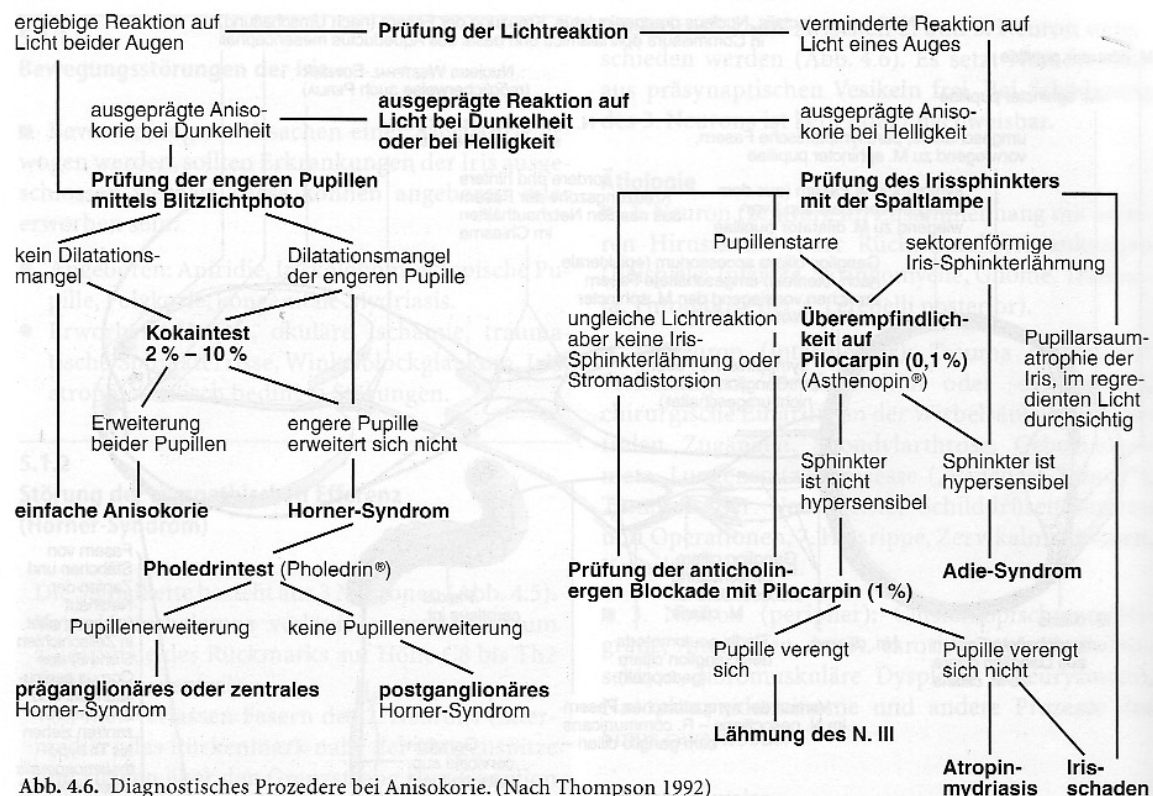 ergiebige Reaktion auf
Licht beider Augen
Prüfung der Lichtreaktion
verminderte Reaktion auf
Licht eines Auges
ausgeprägte Aniso-
korie bei Dunkelheit
ausgeprägte Reaktion auf
Licht bei Dunkelheit
oder bei Helligkeit
ausgeprägte Aniso-
korie bei Helligkeit
Prüfung der engeren Pupillen
mittels Blitzlichtphoto
Prüfung des Irissphinkters
mit der Spaltlampe
kein Dilatations-
mangel
Dilatationsmangel
der engeren Pupille
Pupillenstarre
sektorenförmige
Iris-Sphinkterlähmung
Kokaintest
2 % – 10 %
ungleiche Lichtreaktion
aber keine Iris-
Sphinkterlähmung oder
Stromadistorsion
Überempfindlich-
keit auf
Pilocarpin (0,1%)
(Asthenopin®)
Pupillarsaum-
atrophie der
Iris, im regre-
dienten Licht
durchsichtig
Erweiterung
beider Pupillen
engere Pupille
erweitert sich nicht
Sphinkter
ist nicht
hypersensibel
Sphinkter ist
hypersensibel
einfache Anisokorie
Horner-Syndrom
Pholedrintest (Pholedrin®)
Prüfung der anticholin-
ergen Blockade mit Pilocarpin (1%)
Adie-Syndrom
Pupillenerweiterung
keine Pupillenerweiterung
Pupille verengt
sich
Pupille verengt
sich nicht
präganglionäres oder zentrales
Horner-Syndrom
postganglionäres
Horner-Syndrom
Lähmung des N. III
Atropin-
mydriasis
Iris-
schaden
Abb. 4.6. Diagnostisches Prozedere bei Anisokorie. (Nach Thompson 1992)